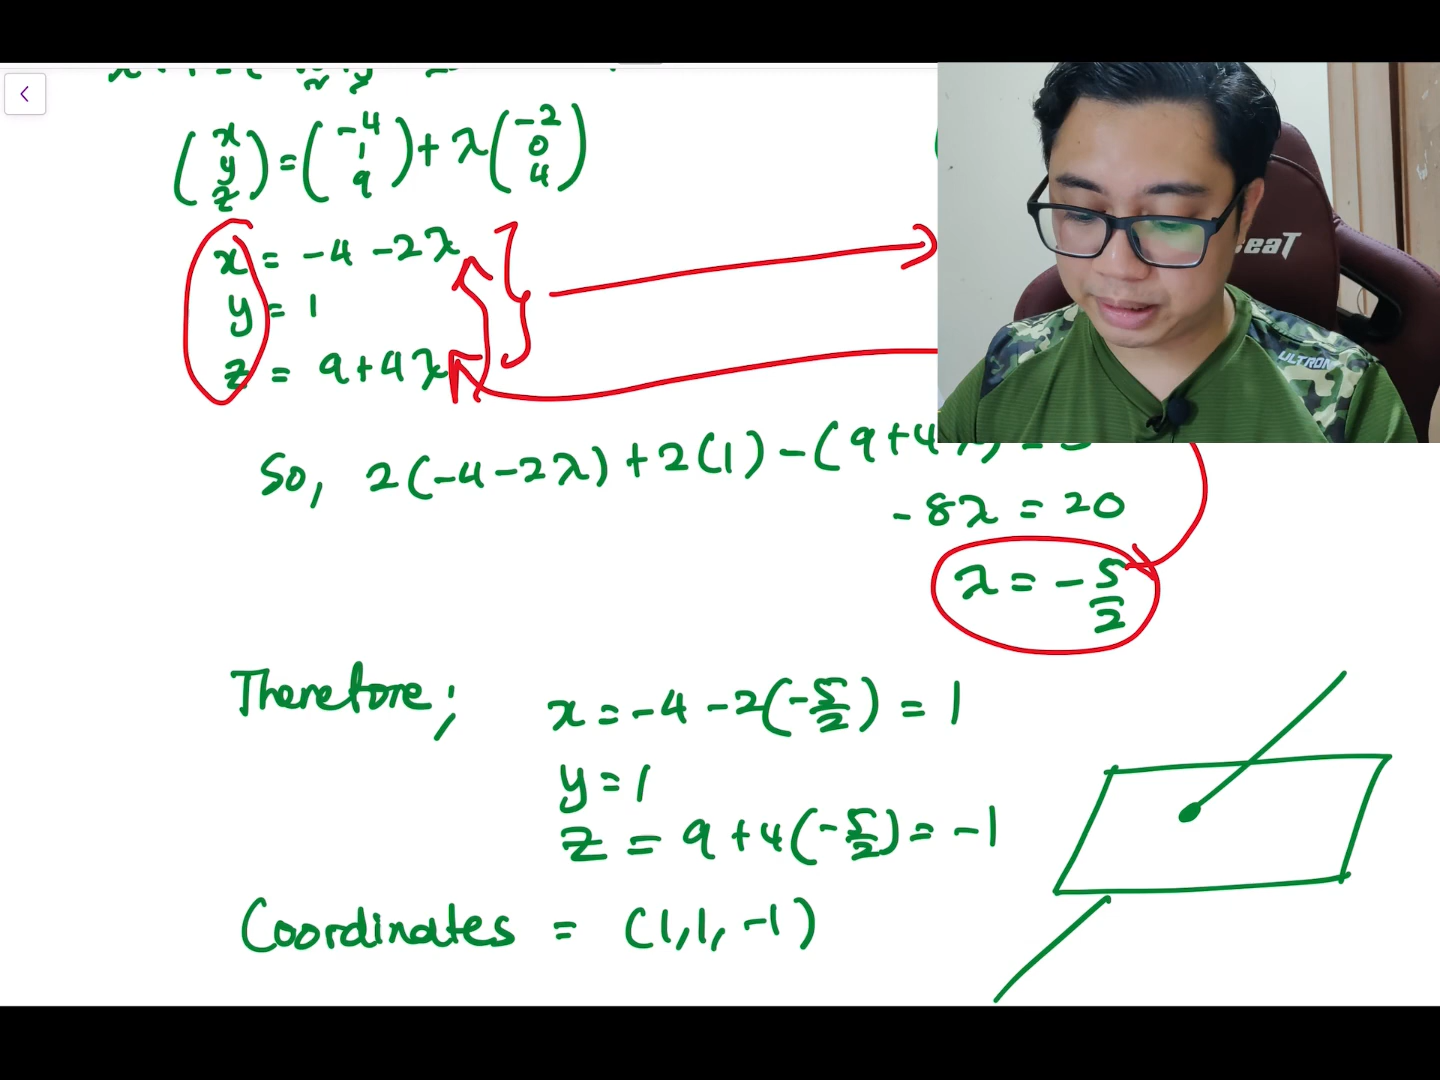 (x y z) = (-4 1 9) + λ(-2 0 4)
x = -4 -2λ
y = 1
z = 9+4λ
So, 2(-4-2λ)+2(1)-(9+4
-8λ = 20
λ = -5/2
Therefore;
x = -4 -2(-5/2) = 1
y = 1
z = 9+4(-5/2) = -1
Coordinates = (1,1,-1)
eaT
ULTRON